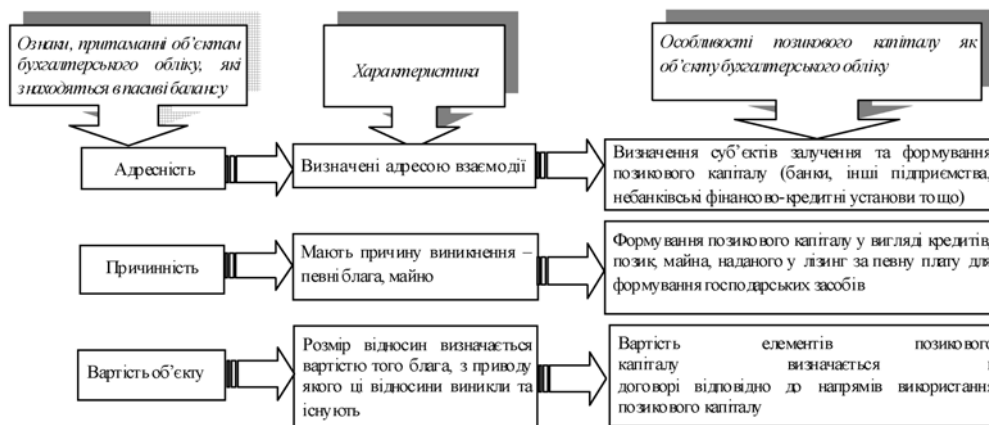 Ознаки, притаманні об’єктам
бухгалтерського обліку, які
знаходяться в пасиві балансу
Характеристика
Особливості позикового капіталу як
об’єкту бухгалтерського обліку
Адресність
Визначені адресою взаємодії
Визначення суб’єктів залучення та формування
позикового капіталу (банки, інші підприємства,
небанківські фінансово-кредитні установи тощо)
Причинність
Мають причину виникнення –
певні блага, майно
Формування позикового капіталу у вигляді кредитів,
позик, майна, наданого у лізинг за певну плату для
формування господарських засобів
Вартість об’єкту
Розмір відносин визначається
вартістю того блага, з приводу
якого ці відносини виникли та
існують
Вартість елементів позикового
капіталу визначається
договорі відповідно до напрямів використання
позикового капіталу